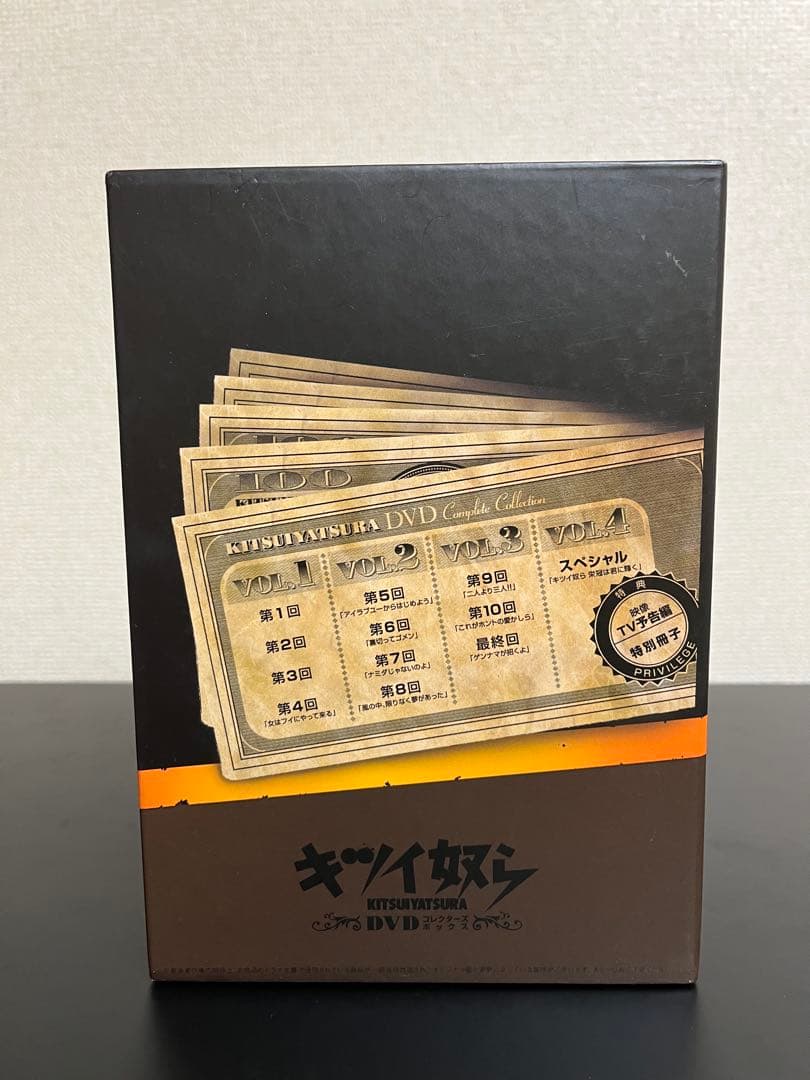 100
KITSUIYATSURA DVD Complete Collection
VOL.1
第1回
第2回
第3回
第4回
「女はフイにやって来る」
VOL.2
第5回
「アイラブユーからはじめよう」
第6回
「裏切ってゴメン」
第7回
「ナミダじゃないのよ」
第8回
「風の中、限りなく夢があった」
VOL.3
第9回
「二人より三人!!」
第10回
「これがホントの愛かしら」
最終回
「ゲンナマが招くよ」
VOL.4
スペシャル
「キツイ奴ら 栄冠は君に輝く」
特典
映像
TV予告編
特別冊子
PRIVILEGE
キツイ奴ら
KITSUIYATSURA
DVD コレクターズ
ボックス